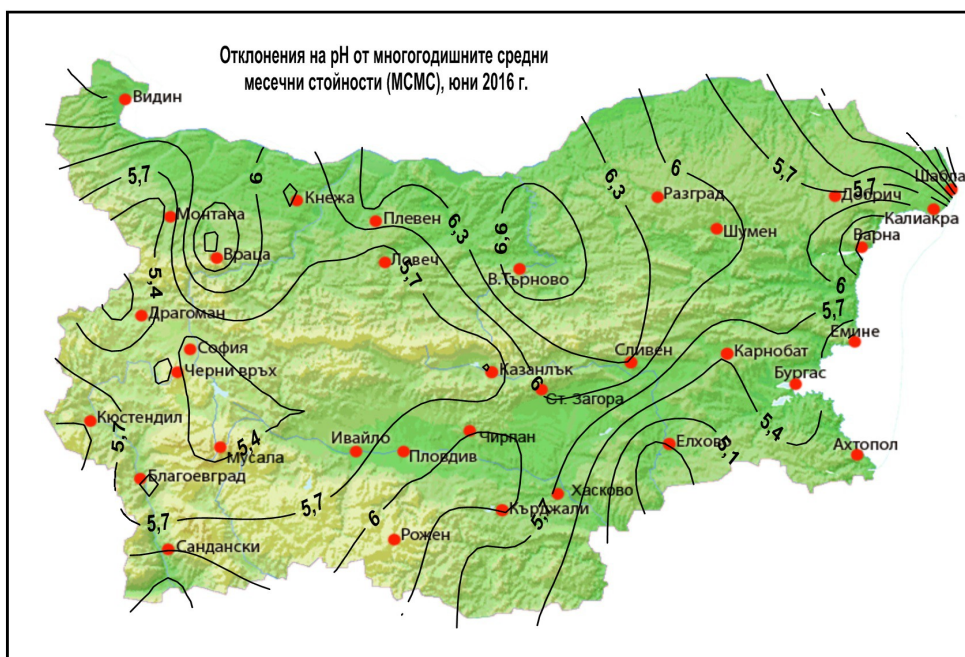 Отклонения на pH от многогодишните средни
месечни стойности (МСМС), юни 2016 г.
Видин
5,7
6
Кнежа
Монтана
Плевен
6,3
6,6
6,3
6
Разград
5,7
5,7
Шабла
Добрич
Калиакра
Шумен
Варна
Враца
Ловеч
5,7
В.Търново
6
5,4
Драгоман
5,7
Емине
София
Черни връх
Казанлък
6
Сливен
Карнобат
Ст. Загора
Бургас
Кюстендил
5,7
5,4
Мусала
Ивайло
Пловдив
Чирпан
Елхово
5,1
5,4
Ахтопол
Благоевград
5,7
5,7
6
Хасково
5,7
Кърджали
Рожен
Сандански